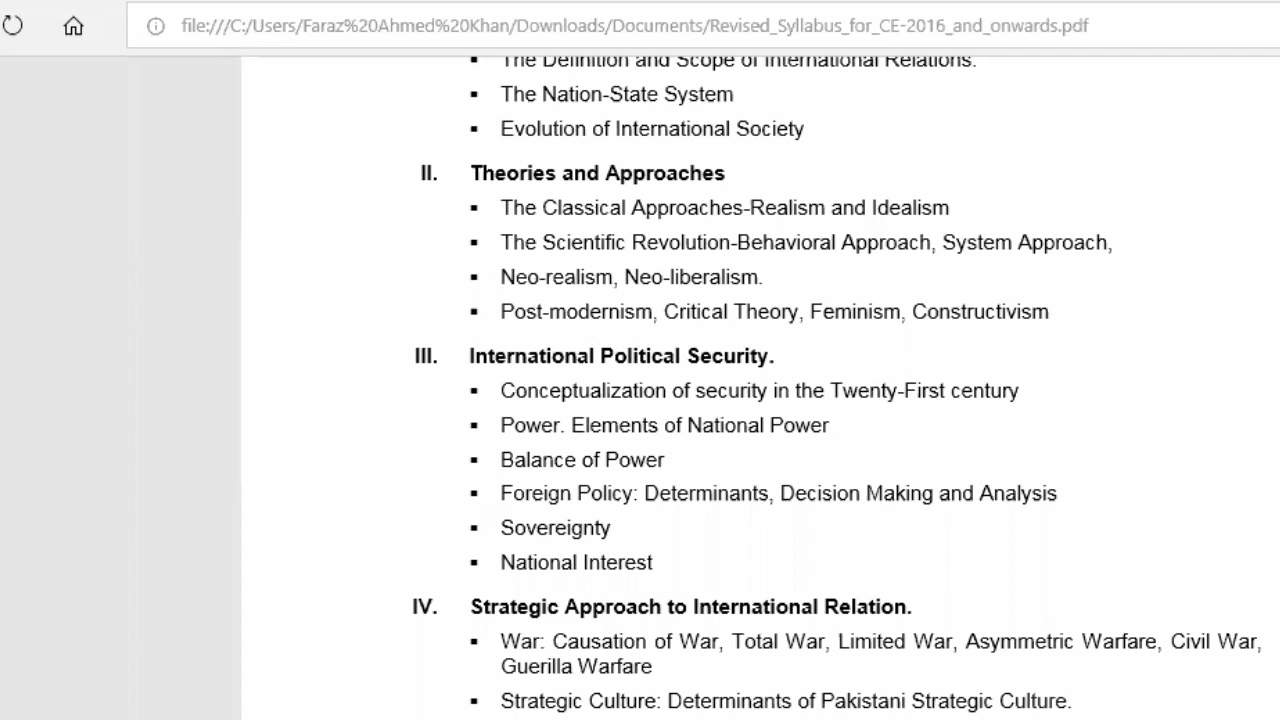 file:///C:/Users/Faraz%20Ahmed%20Khan/Downloads/Documents/Revised_Syllabus_for_CE-2016_and_onwards.pdf
▪ The Definition and Scope of International Relations.
▪ The Nation-State System
▪ Evolution of International Society
II. Theories and Approaches
▪ The Classical Approaches-Realism and Idealism
▪ The Scientific Revolution-Behavioral Approach, System Approach,
▪ Neo-realism, Neo-liberalism.
▪ Post-modernism, Critical Theory, Feminism, Constructivism
III. International Political Security.
▪ Conceptualization of security in the Twenty-First century
▪ Power. Elements of National Power
▪ Balance of Power
▪ Foreign Policy: Determinants, Decision Making and Analysis
▪ Sovereignty
▪ National Interest
IV. Strategic Approach to International Relation.
▪ War: Causation of War, Total War, Limited War, Asymmetric Warfare, Civil War,
Guerilla Warfare
▪ Strategic Culture: Determinants of Pakistani Strategic Culture.